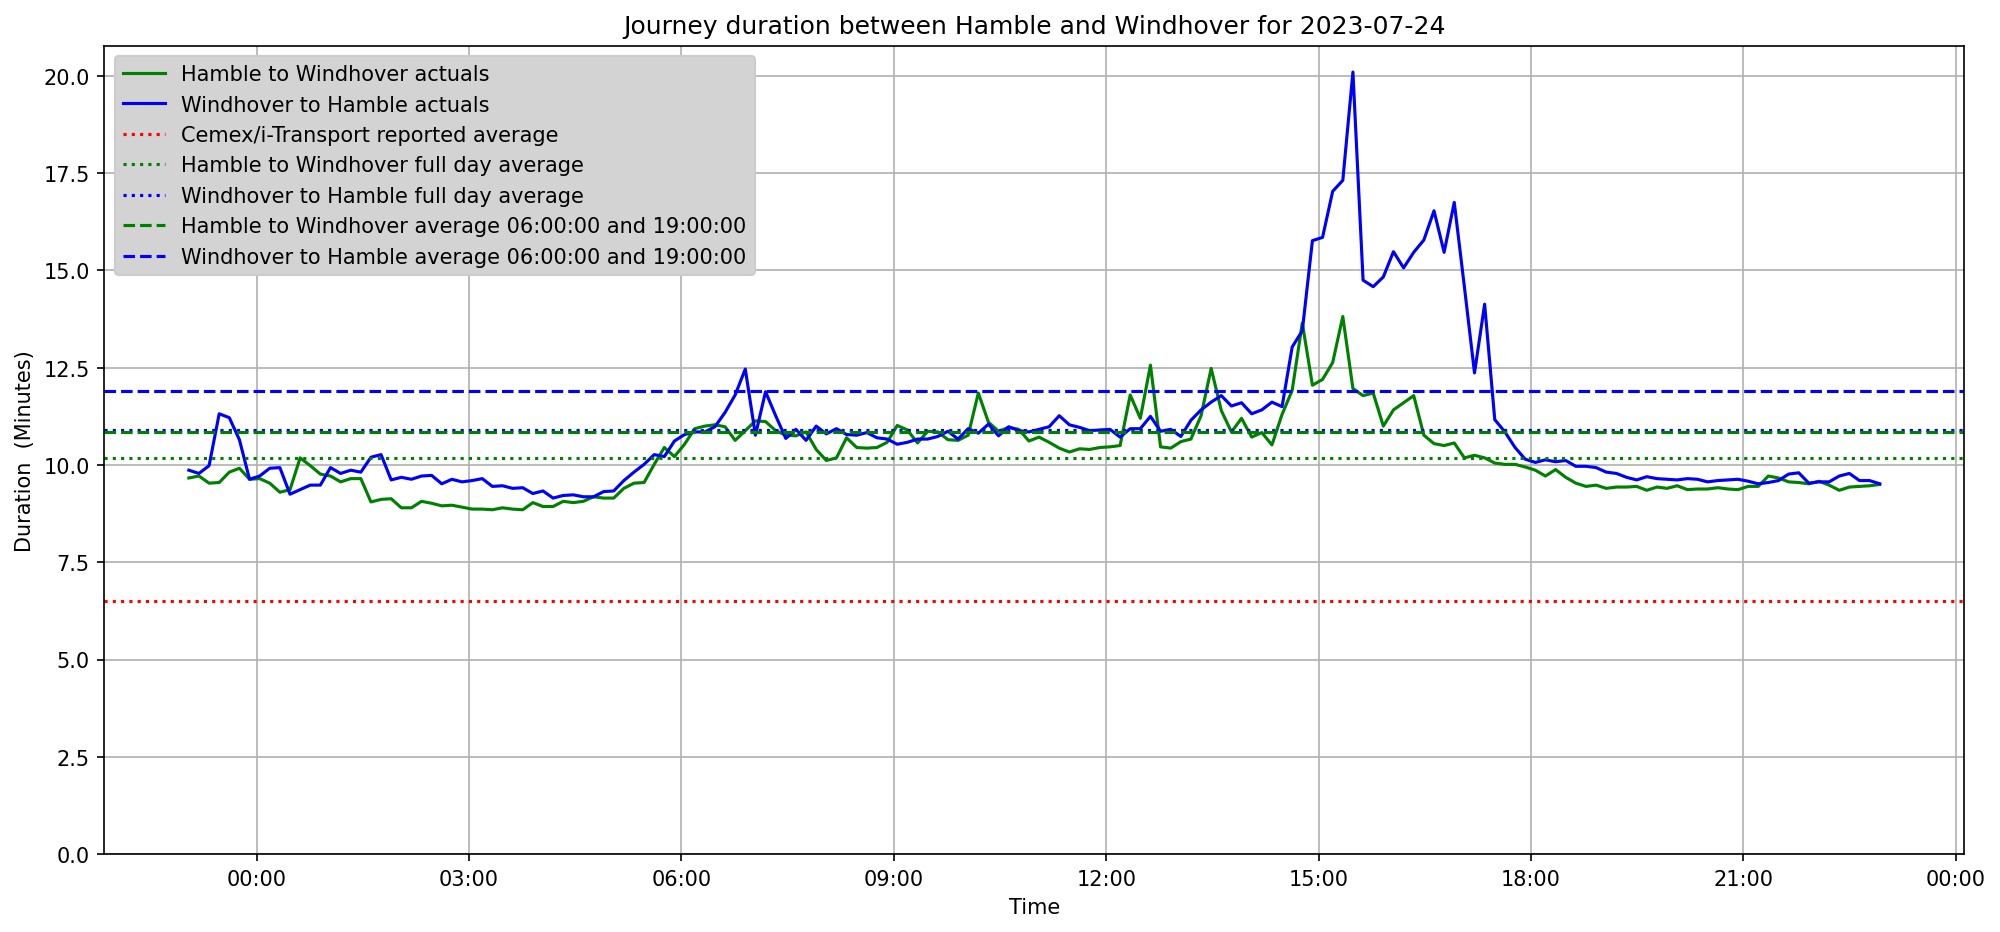 Journey duration between Hamble and Windhover for 2023-07-24
Hamble to Windhover actuals
Windhover to Hamble actuals
Cemex/i-Transport reported average
Hamble to Windhover full day average
Windhover to Hamble full day average
Hamble to Windhover average 06:00:00 and 19:00:00
Windhover to Hamble average 06:00:00 and 19:00:00
20.0
17.5
15.0
12.5
10.0
7.5
5.0
2.5
0.0
Duration (Minutes)
00:00 03:00 06:00 09:00 12:00 15:00 18:00 21:00 00:00
Time